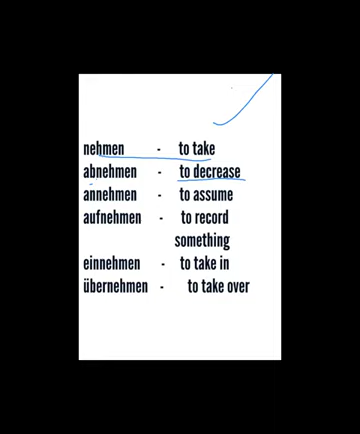 nehmen - to take
abnehmen - to decrease
annehmen - to assume
aufnehmen - to record
something
einnehmen - to take in
übernehmen - to take over